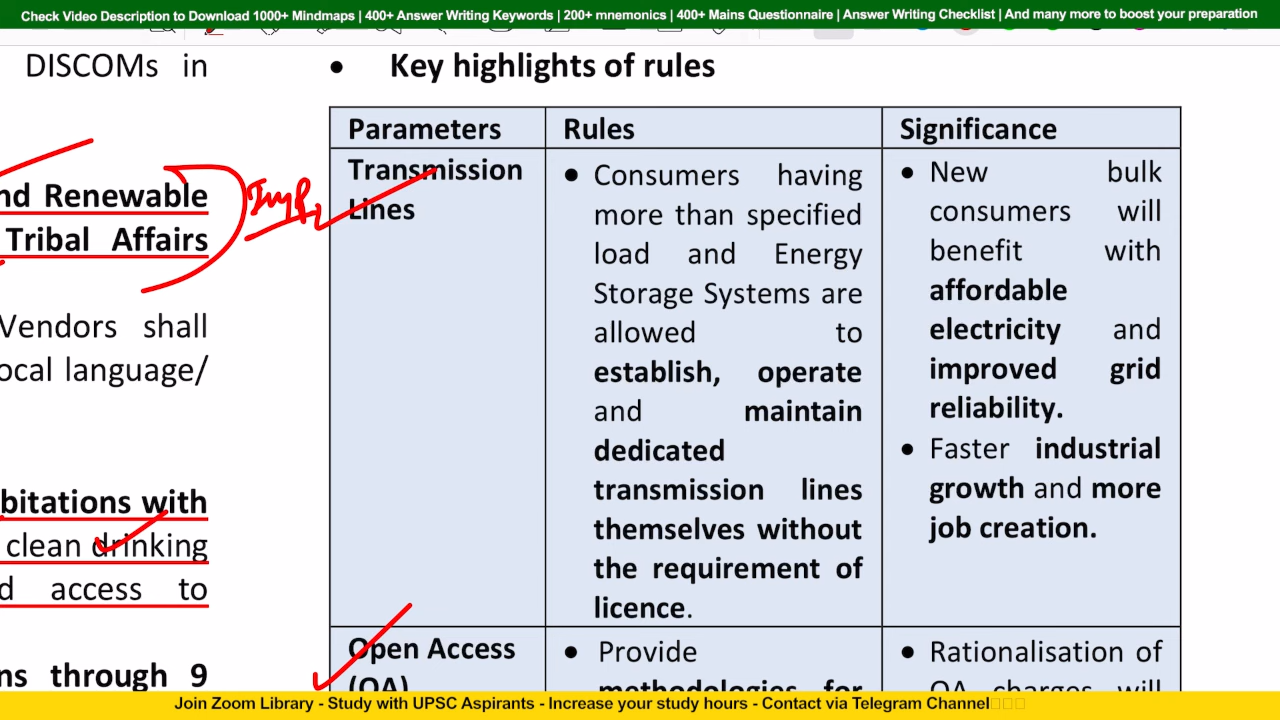 Check Video Description to Download 1000+ Mindmaps | 400+ Answer Writing Keywords | 200+ mnemonics | 400+ Mains Questionnaire | Answer Writing Checklist | And many more to boost your preparation
DISCOMs in
nd Renewable
Tribal Affairs
Vendors shall
ocal language/
bitations with
clean drinking
d access to
ns through 9
• Key highlights of rules
Parameters
Rules
Significance
Transmission
Lines
• Consumers having
more than specified
load and Energy
Storage Systems are
allowed to
establish, operate
and maintain
dedicated
transmission lines
themselves without
the requirement of
licence.
• New bulk
consumers will
benefit with
affordable
electricity and
improved grid
reliability.
• Faster industrial
growth and more
job creation.
Open Access
(OA)
• Provide
methodologies for
• Rationalisation of
OA charges will
Join Zoom Library - Study with UPSC Aspirants - Increase your study hours - Contact via Telegram Channel